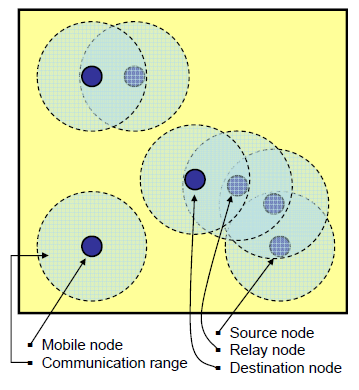 Mobile node
Communication range
Source node
Relay node
Destination node